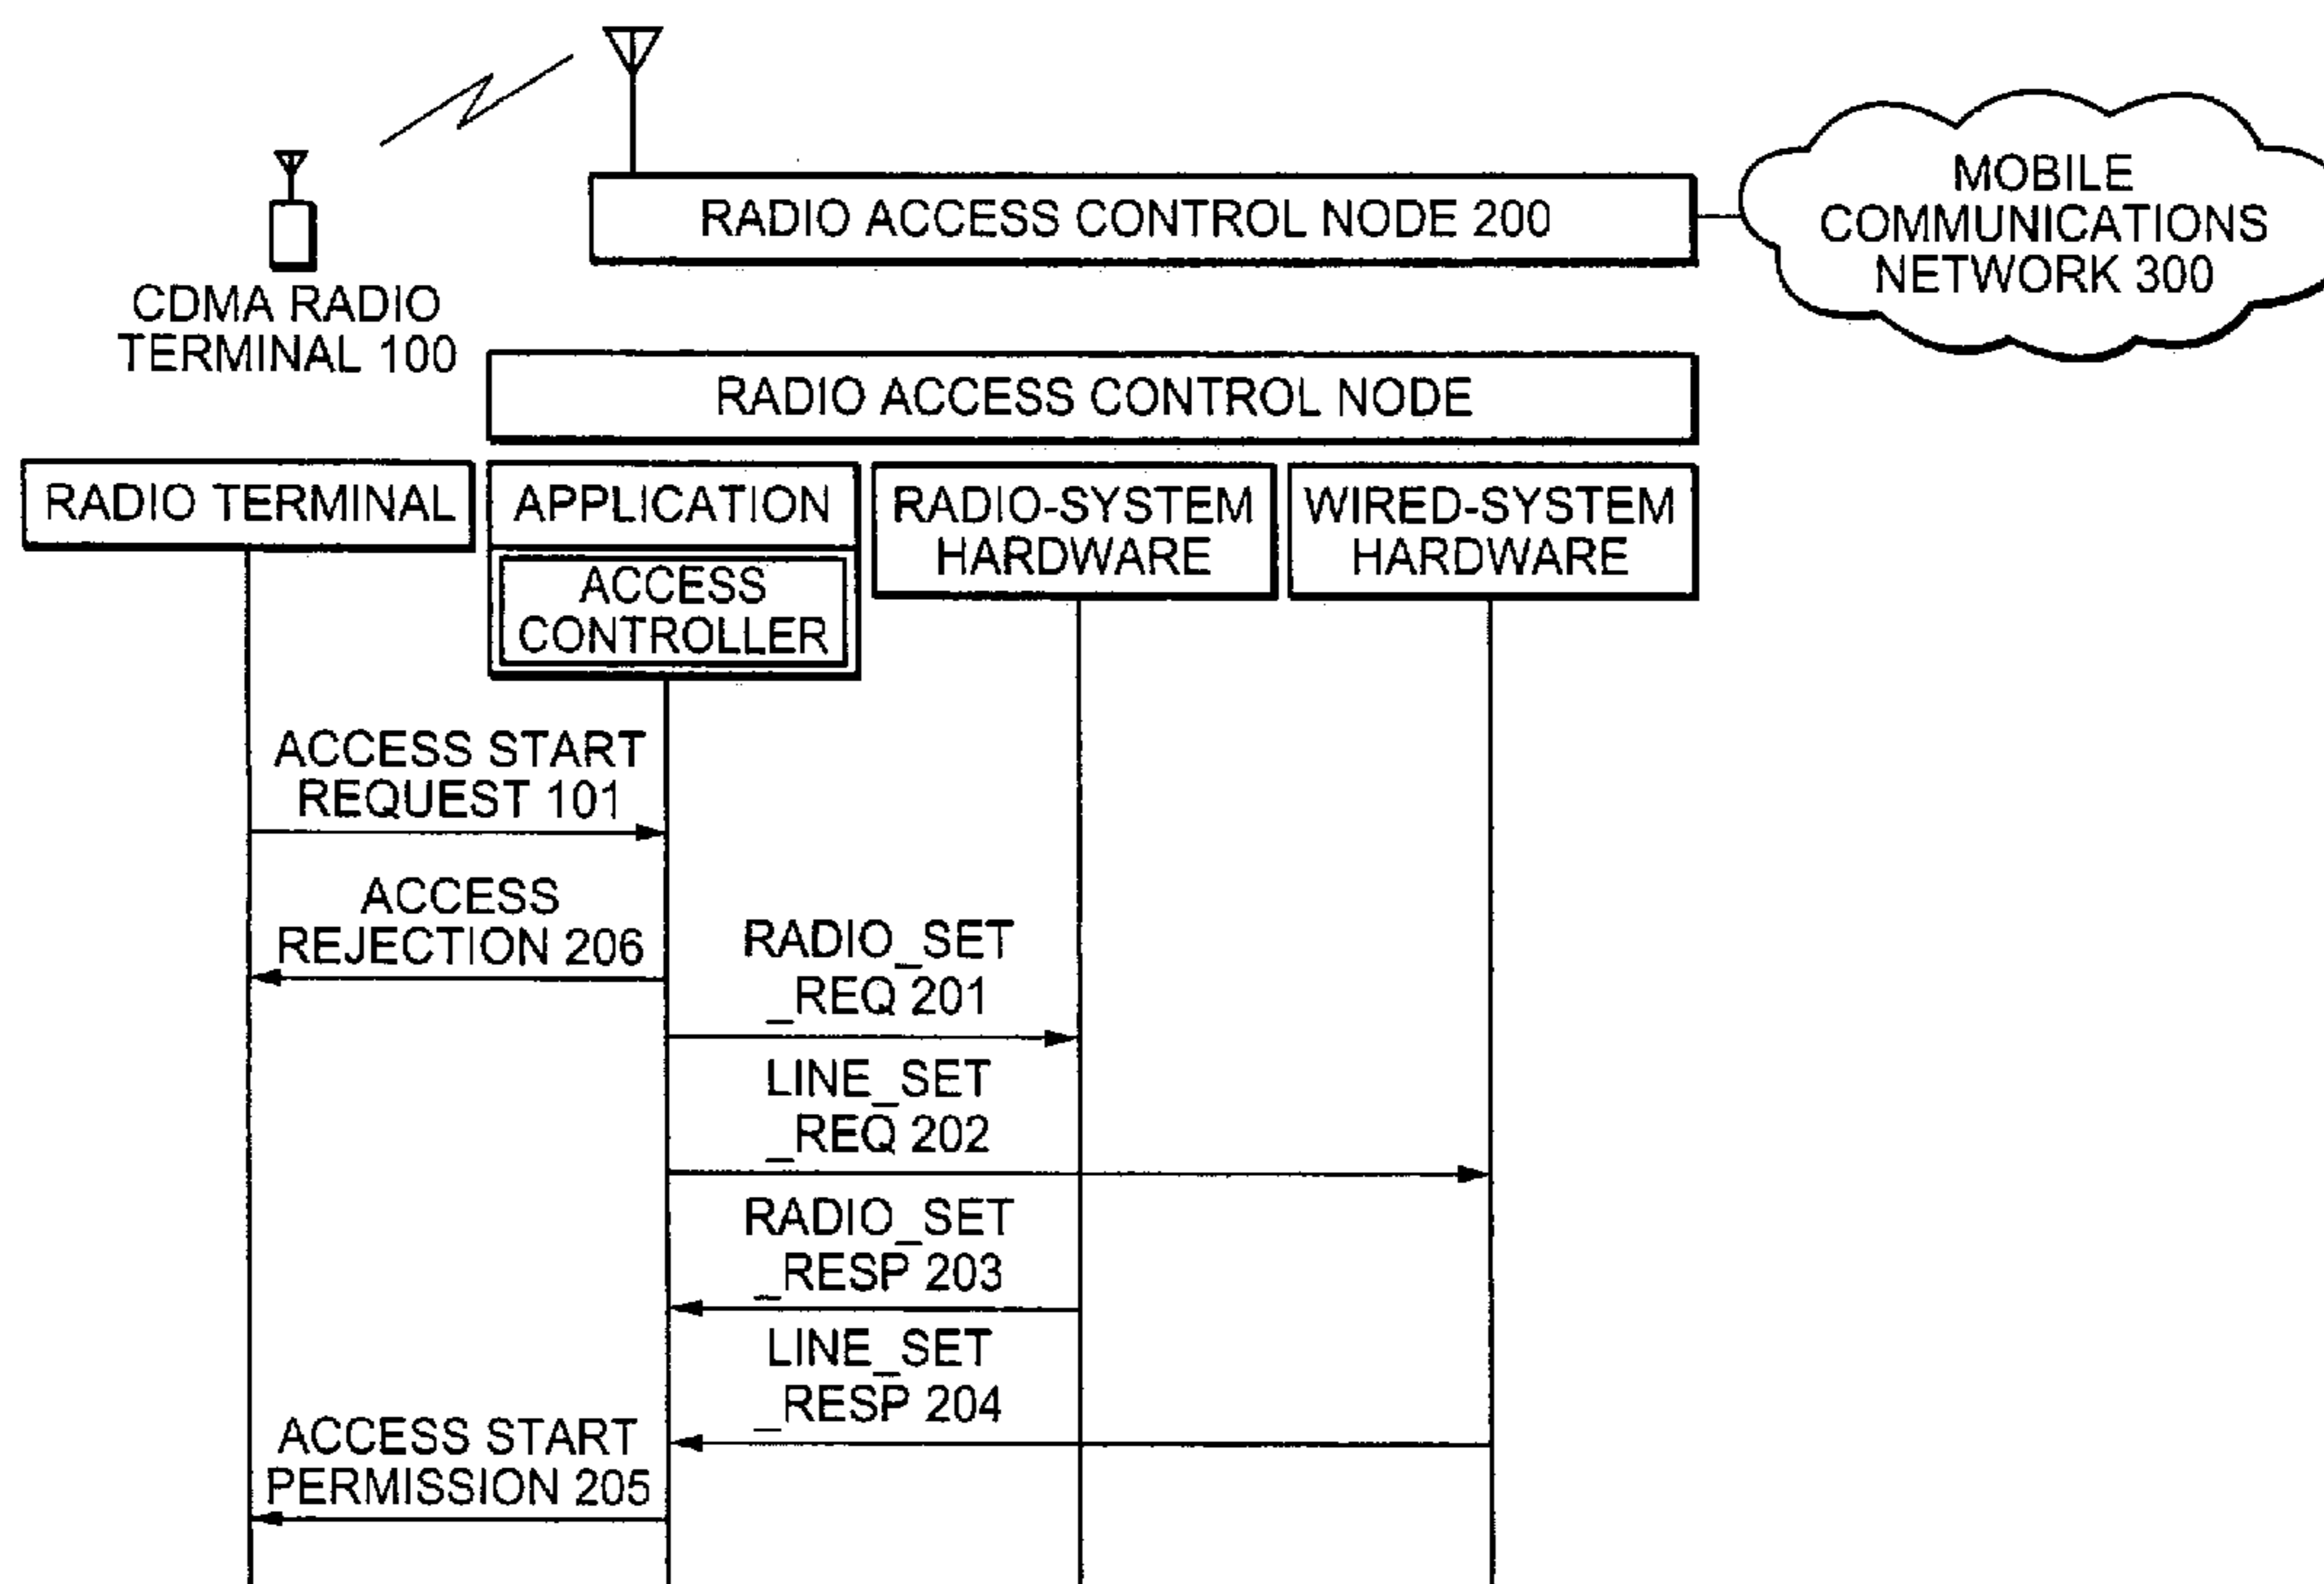 RADIO ACCESS CONTROL NODE 200
MOBILE
COMMUNICATIONS
NETWORK 300
CDMA RADIO
TERMINAL 100
RADIO ACCESS CONTROL NODE
RADIO TERMINAL
APPLICATION
ACCESS
CONTROLLER
RADIO-SYSTEM
HARDWARE
WIRED-SYSTEM
HARDWARE
ACCESS START
REQUEST 101
ACCESS
REJECTION 206
RADIO_SET
_REQ 201
LINE_SET
_REQ 202
RADIO_SET
_RESP 203
LINE_SET
_RESP 204
ACCESS START
PERMISSION 205